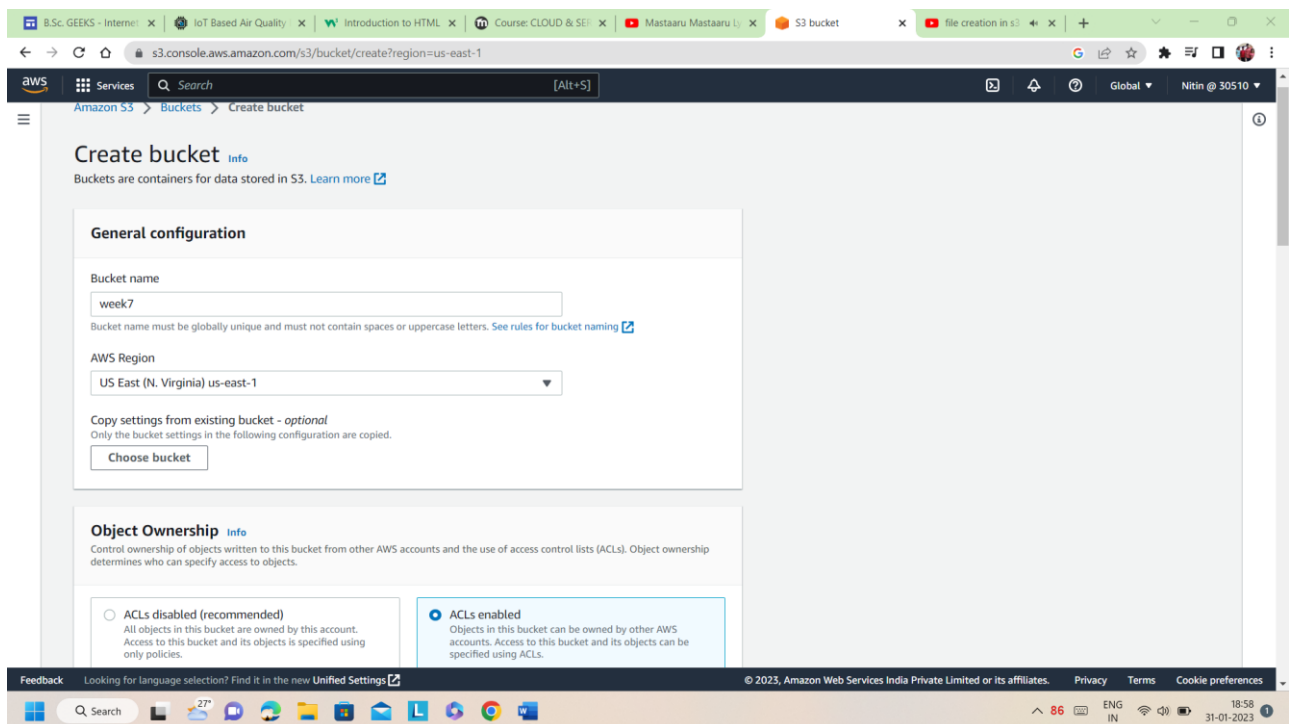 B.Sc. GEEKS - Internet
IoT Based Air Quality
Introduction to HTML
Course: CLOUD & SER
Mastaaru Mastaaru Ly
S3 bucket
file creation in s3
s3.console.aws.amazon.com/s3/bucket/create?region=us-east-1
aws
Services
Search
[Alt+S]
Global
Nitin @ 30510
Amazon S3 > Buckets > Create bucket
Create bucket Info
Buckets are containers for data stored in S3. Learn more
General configuration
Bucket name
week7
Bucket name must be globally unique and must not contain spaces or uppercase letters. See rules for bucket naming
AWS Region
US East (N. Virginia) us-east-1
Copy settings from existing bucket - optional
Only the bucket settings in the following configuration are copied.
Choose bucket
Object Ownership Info
Control ownership of objects written to this bucket from other AWS accounts and the use of access control lists (ACLs). Object ownership
determines who can specify access to objects.
ACLs disabled (recommended)
All objects in this bucket are owned by this account.
Access to this bucket and its objects is specified using
only policies.
ACLs enabled
Objects in this bucket can be owned by other AWS
accounts. Access to this bucket and its objects can be
specified using ACLs.
Feedback
Looking for language selection? Find it in the new Unified Settings
© 2023, Amazon Web Services India Private Limited or its affiliates.
Privacy
Terms
Cookie preferences
Search
27°
L
86
ENG
IN
18:58
31-01-2023
1